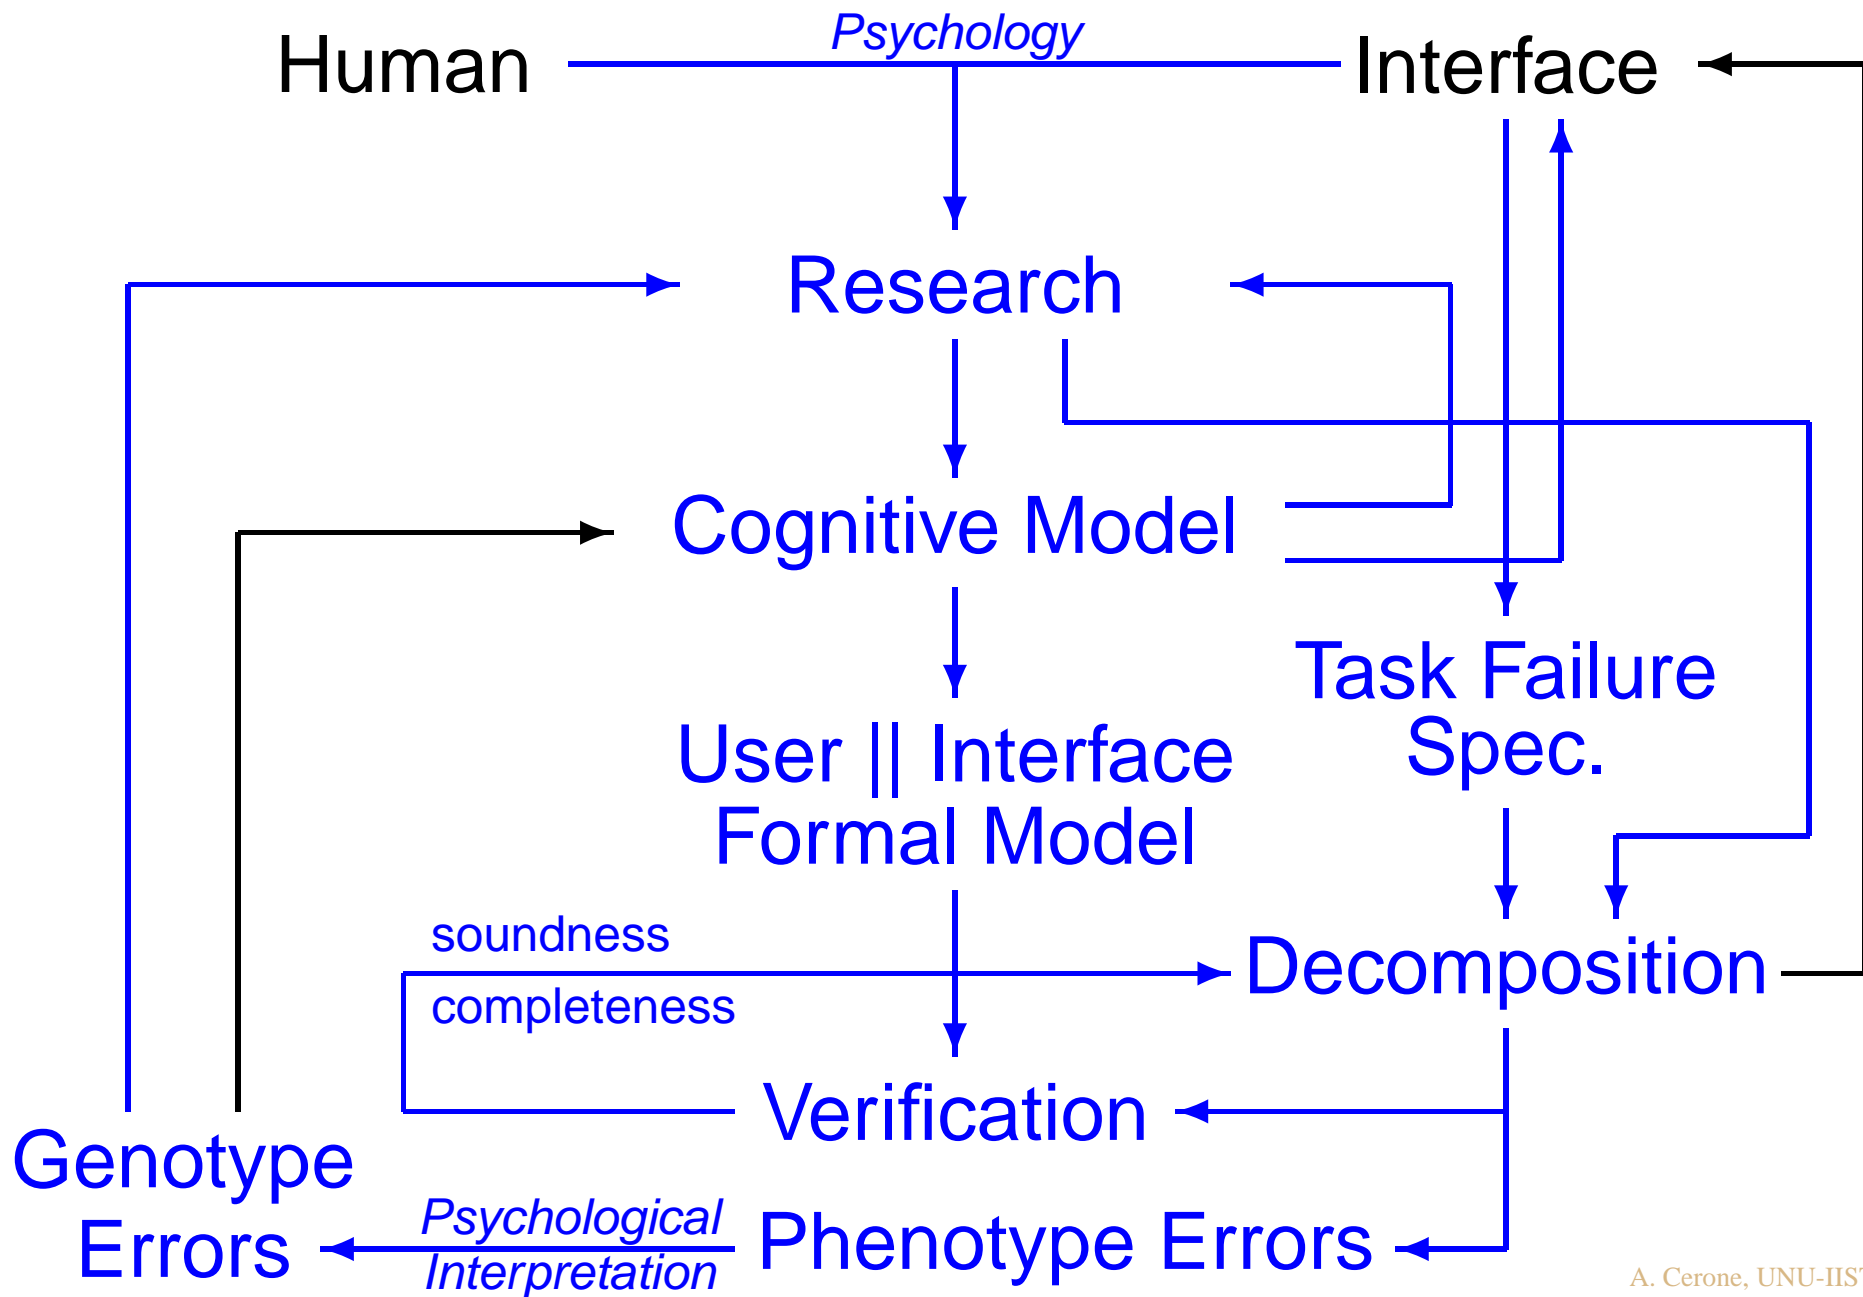 Psychology
Human
Interface
Research
Cognitive Model
Task Failure
Spec.
User || Interface
Formal Model
soundness
completeness
Decomposition
Verification
Genotype
Errors
Psychological
Interpretation
Phenotype Errors
A. Cerone, UNU-IIS